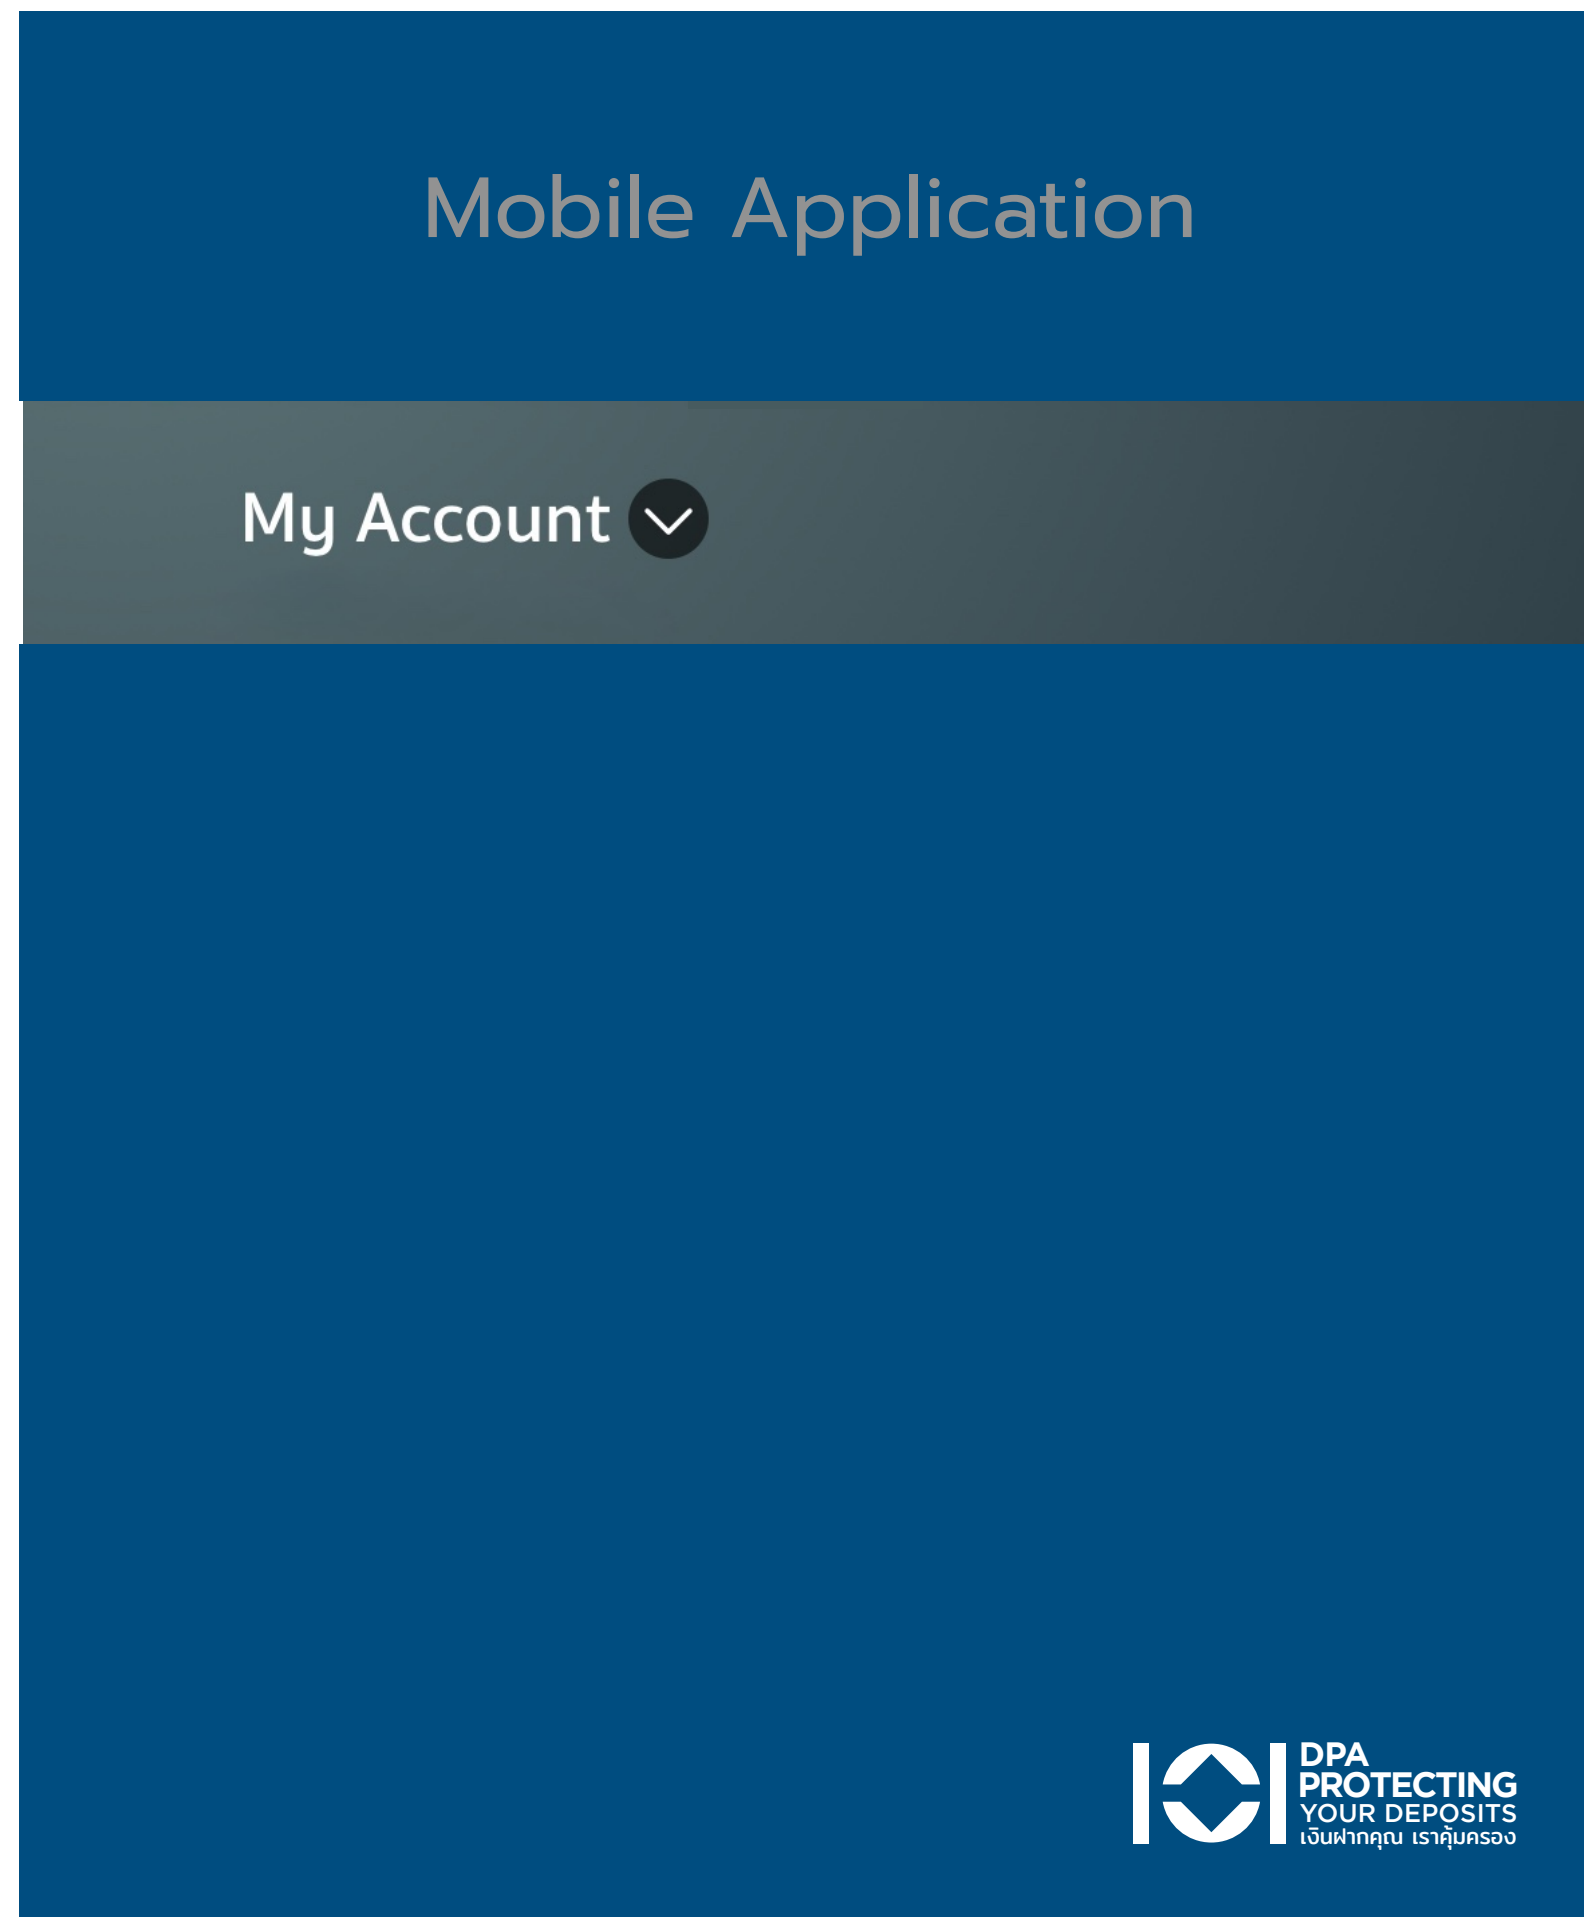 Mobile Application
My Account
DPA
PROTECTING
YOUR DEPOSITS
เงินฝากคุณ เราคุ้มครอง